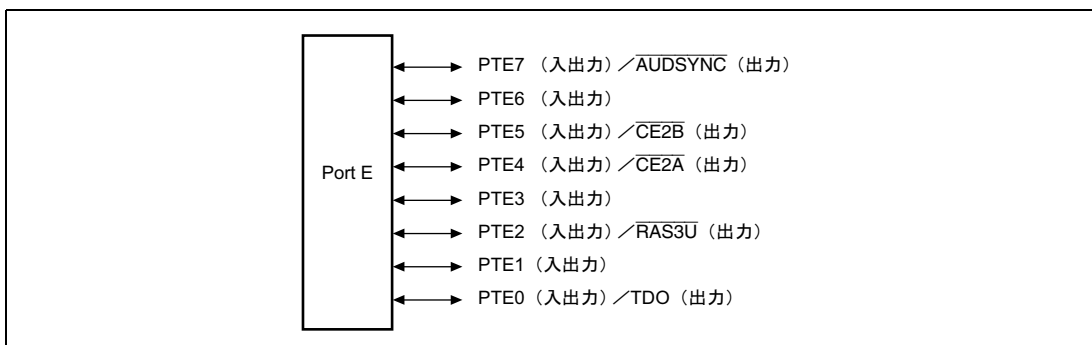 Port E
PTE7 （入出力）／AUDSYNC （出力）
PTE6 （入出力）
PTE5 （入出力）／CE2B （出力）
PTE4 （入出力）／CE2A （出力）
PTE3 （入出力）
PTE2 （入出力）／RAS3U （出力）
PTE1（入出力）
PTE0（入出力）／TDO（出力）